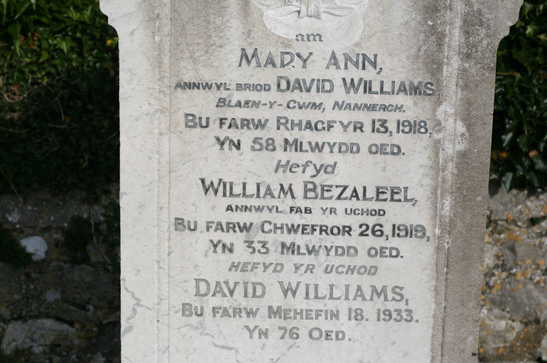 am
MARY ANN,
ANNWYL BRIOD DAVID WILLIAMS
BLAEN-Y-CWM, NANNERCH.
BU FARW RHAGFYR 13, 1918.
YN 58 MLWYDD OED.
HEFYD
WILLIAM BEZALEEL,
ANNWYL FAB YR UCHOD
BU FARW CHWEFROR 26, 1919.
YN 33 MLWYDD OED.
HEFYD YR UCHOD
DAVID WILLIAMS,
BU FARW MEHEFIN 18. 1933.
YN 76 OED.